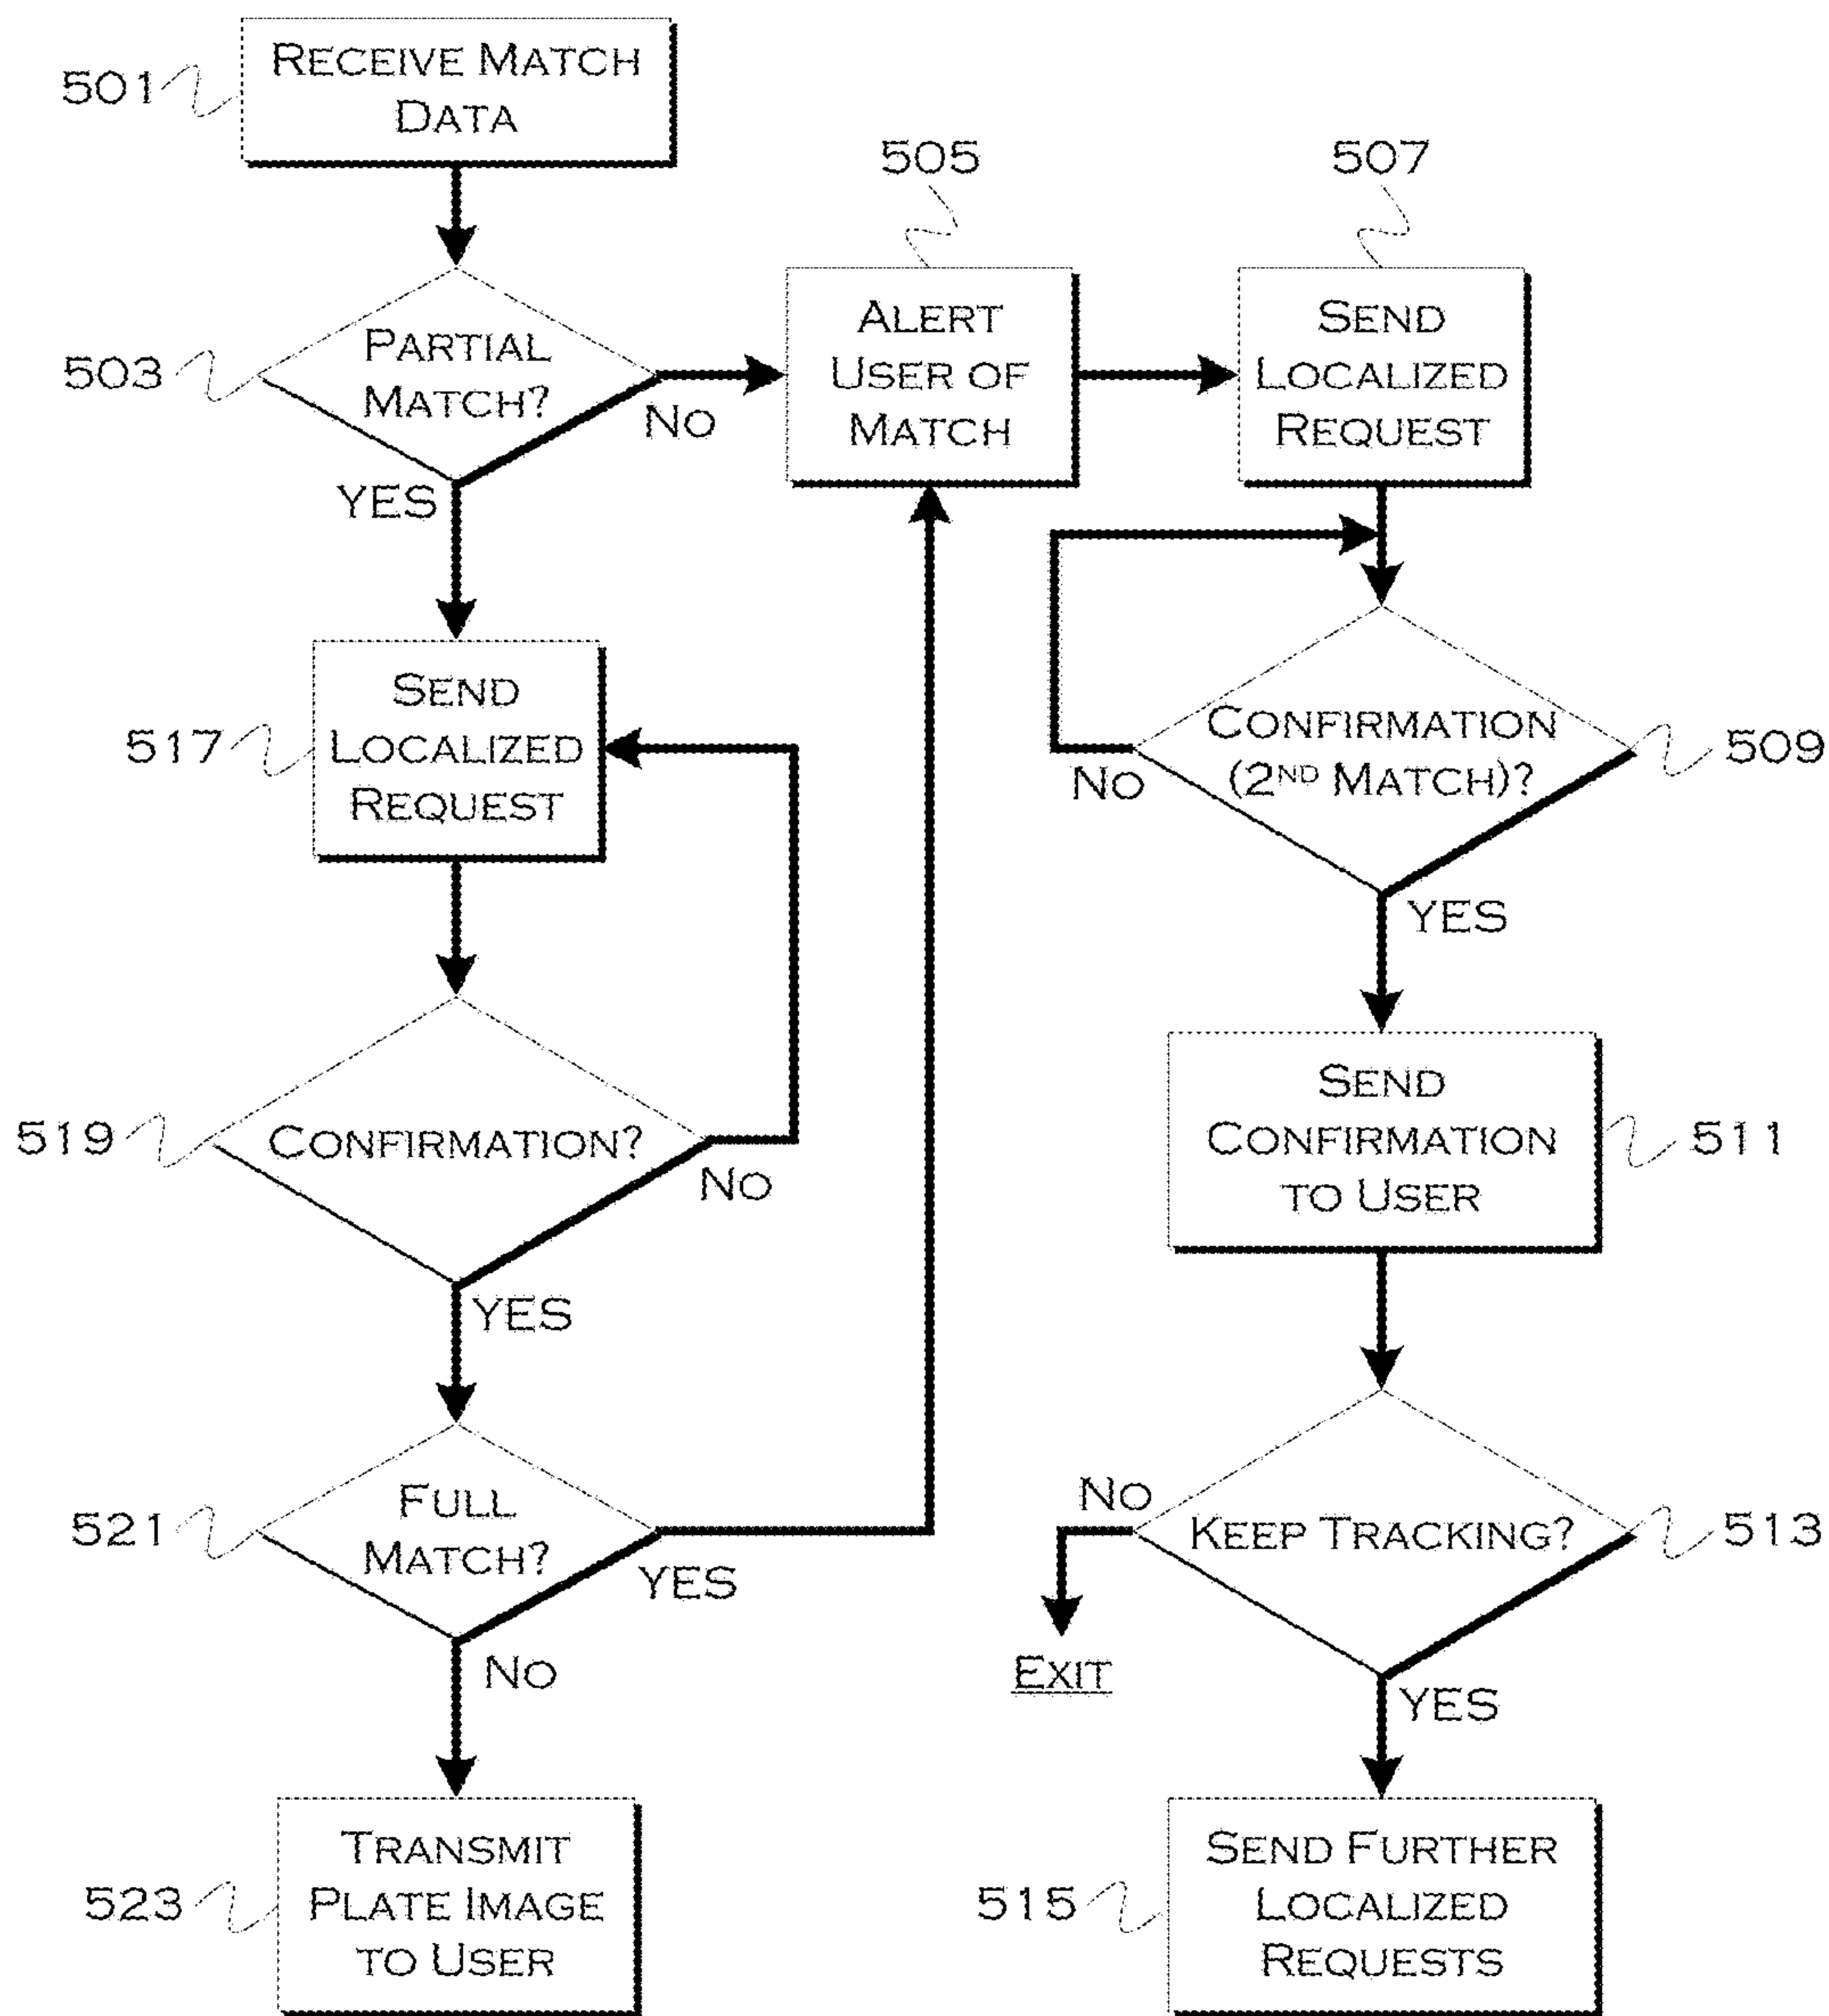 501
RECEIVE MATCH
DATA
505
507
503
PARTIAL
MATCH?
NO
YES
ALERT
USER OF
MATCH
SEND
LOCALIZED
REQUEST
517
SEND
LOCALIZED
REQUEST
CONFIRMATION
(2ND MATCH)?
NO
509
YES
519
CONFIRMATION?
NO
YES
SEND
CONFIRMATION
TO USER
511
521
FULL
MATCH?
YES
NO
NO
KEEP TRACKING?
513
EXIT
YES
523
TRANSMIT
PLATE IMAGE
TO USER
515
SEND FURTHER
LOCALIZED
REQUESTS